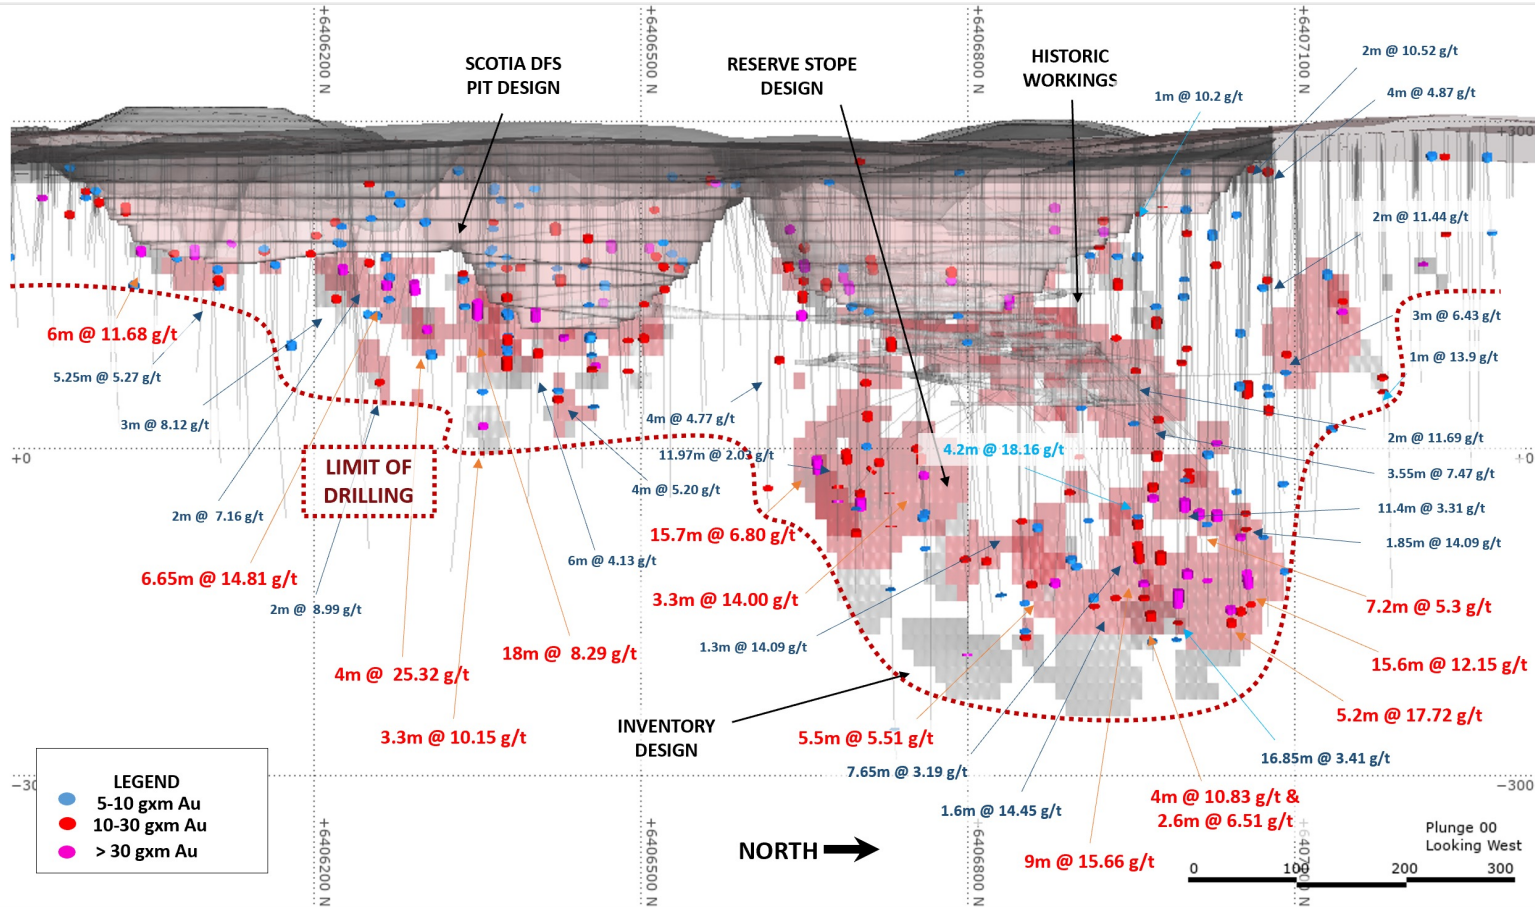 +6406200 N
+6406500 N
+6406800 N
+6407100 N
SCOTIA DFS
PIT DESIGN
RESERVE STOPE
DESIGN
HISTORIC
WORKINGS
2m @ 10.52 g/t
1m @ 10.2 g/t
4m @ 4.87 g/t
+300
2m @ 11.44 g/t
6m @ 11.68 g/t
3m @ 6.43 g/t
5.25m @ 5.27 g/t
1m @ 13.9 g/t
3m @ 8.12 g/t
4m @ 4.77 g/t
2m @ 11.69 g/t
+0
LIMIT OF
DRILLING
11.97m @ 2.03 g/t
4.2m @ 18.16 g/t
+0
3.55m @ 7.47 g/t
4m @ 5.20 g/t
2m @ 7.16 g/t
11.4m @ 3.31 g/t
15.7m @ 6.80 g/t
1.85m @ 14.09 g/t
6m @ 4.13 g/t
6.65m @ 14.81 g/t
2m @ 8.99 g/t
3.3m @ 14.00 g/t
7.2m @ 5.3 g/t
1.3m @ 14.09 g/t
18m @ 8.29 g/t
4m @ 25.32 g/t
15.6m @ 12.15 g/t
5.2m @ 17.72 g/t
INVENTORY
DESIGN
3.3m @ 10.15 g/t
5.5m @ 5.51 g/t
16.85m @ 3.41 g/t
7.65m @ 3.19 g/t
−300
LEGEND
5-10 gxm Au
10-30 gxm Au
> 30 gxm Au
4m @ 10.83 g/t &
2.6m @ 6.51 g/t
1.6m @ 14.45 g/t
NORTH
9m @ 15.66 g/t
Plunge 00
Looking West
0 100 200 300
+6406200 N
+6406500 N
+6406800 N